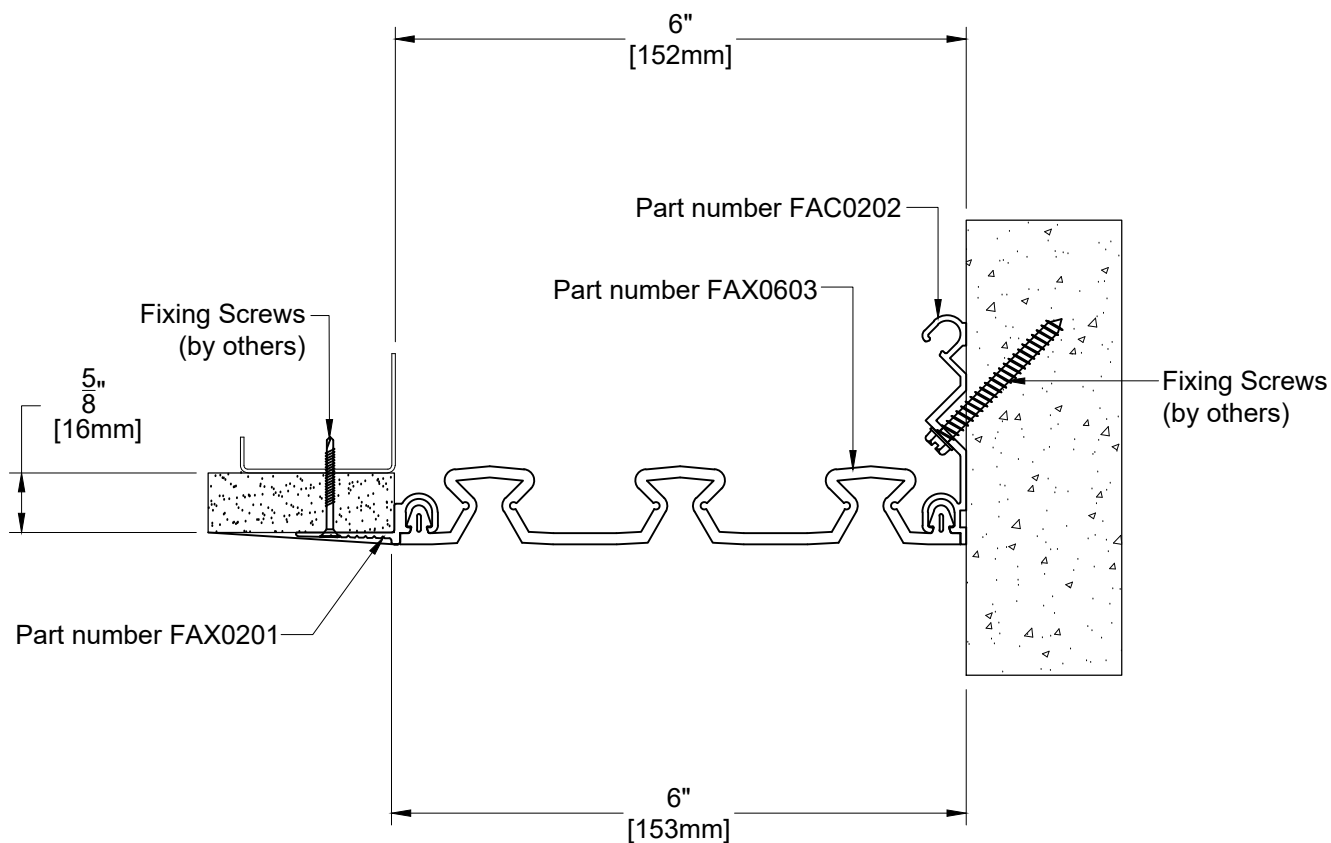 6"
[152mm]
Part number FAC0202
Part number FAX0603
Fixing Screws
(by others)
5/8"
[16mm]
Fixing Screws
(by others)
Part number FAX0201
6"
[153mm]